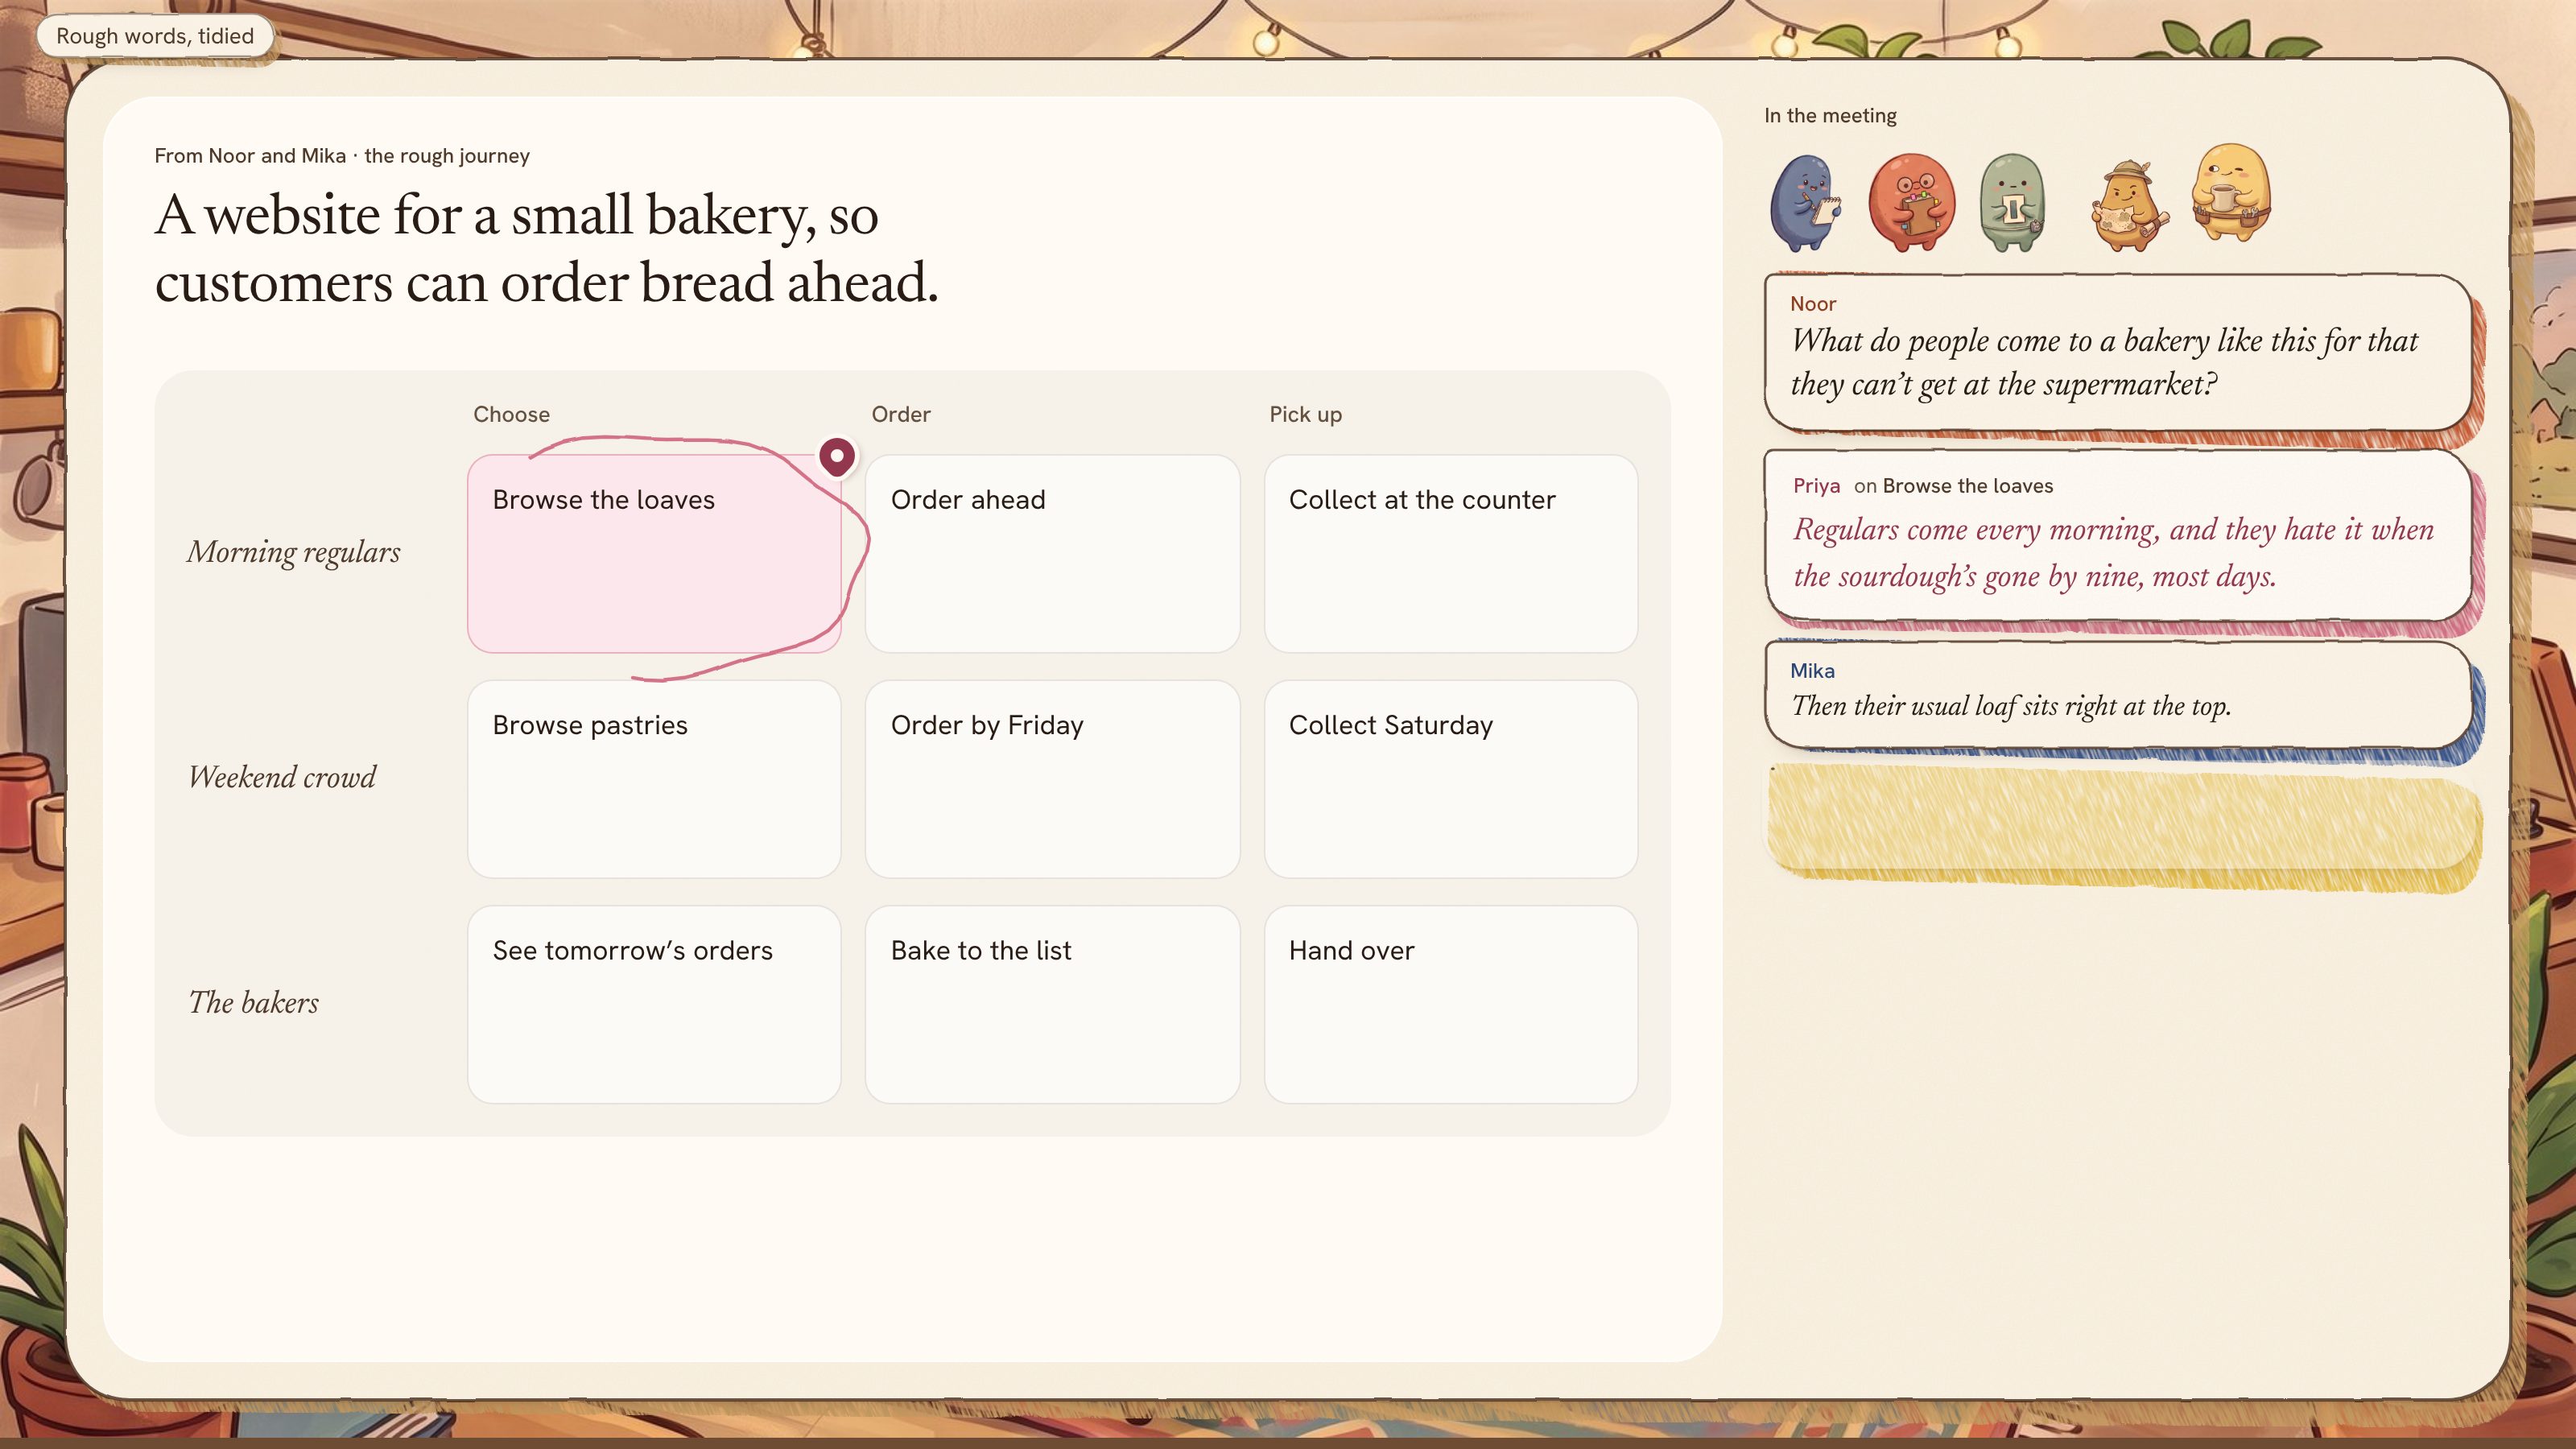 Rough words, tidied
From Noor and Mika · the rough journey
A website for a small bakery, so
customers can order bread ahead.
Choose
Order
Pick up
Morning regulars
Browse the loaves
Order ahead
Collect at the counter
Weekend crowd
Browse pastries
Order by Friday
Collect Saturday
The bakers
See tomorrow’s orders
Bake to the list
Hand over
In the meeting
Noor
What do people come to a bakery like this for that
they can’t get at the supermarket?
Priya on Browse the loaves
Regulars come every morning, and they hate it when
the sourdough’s gone by nine, most days.
Mika
Then their usual loaf sits right at the top.